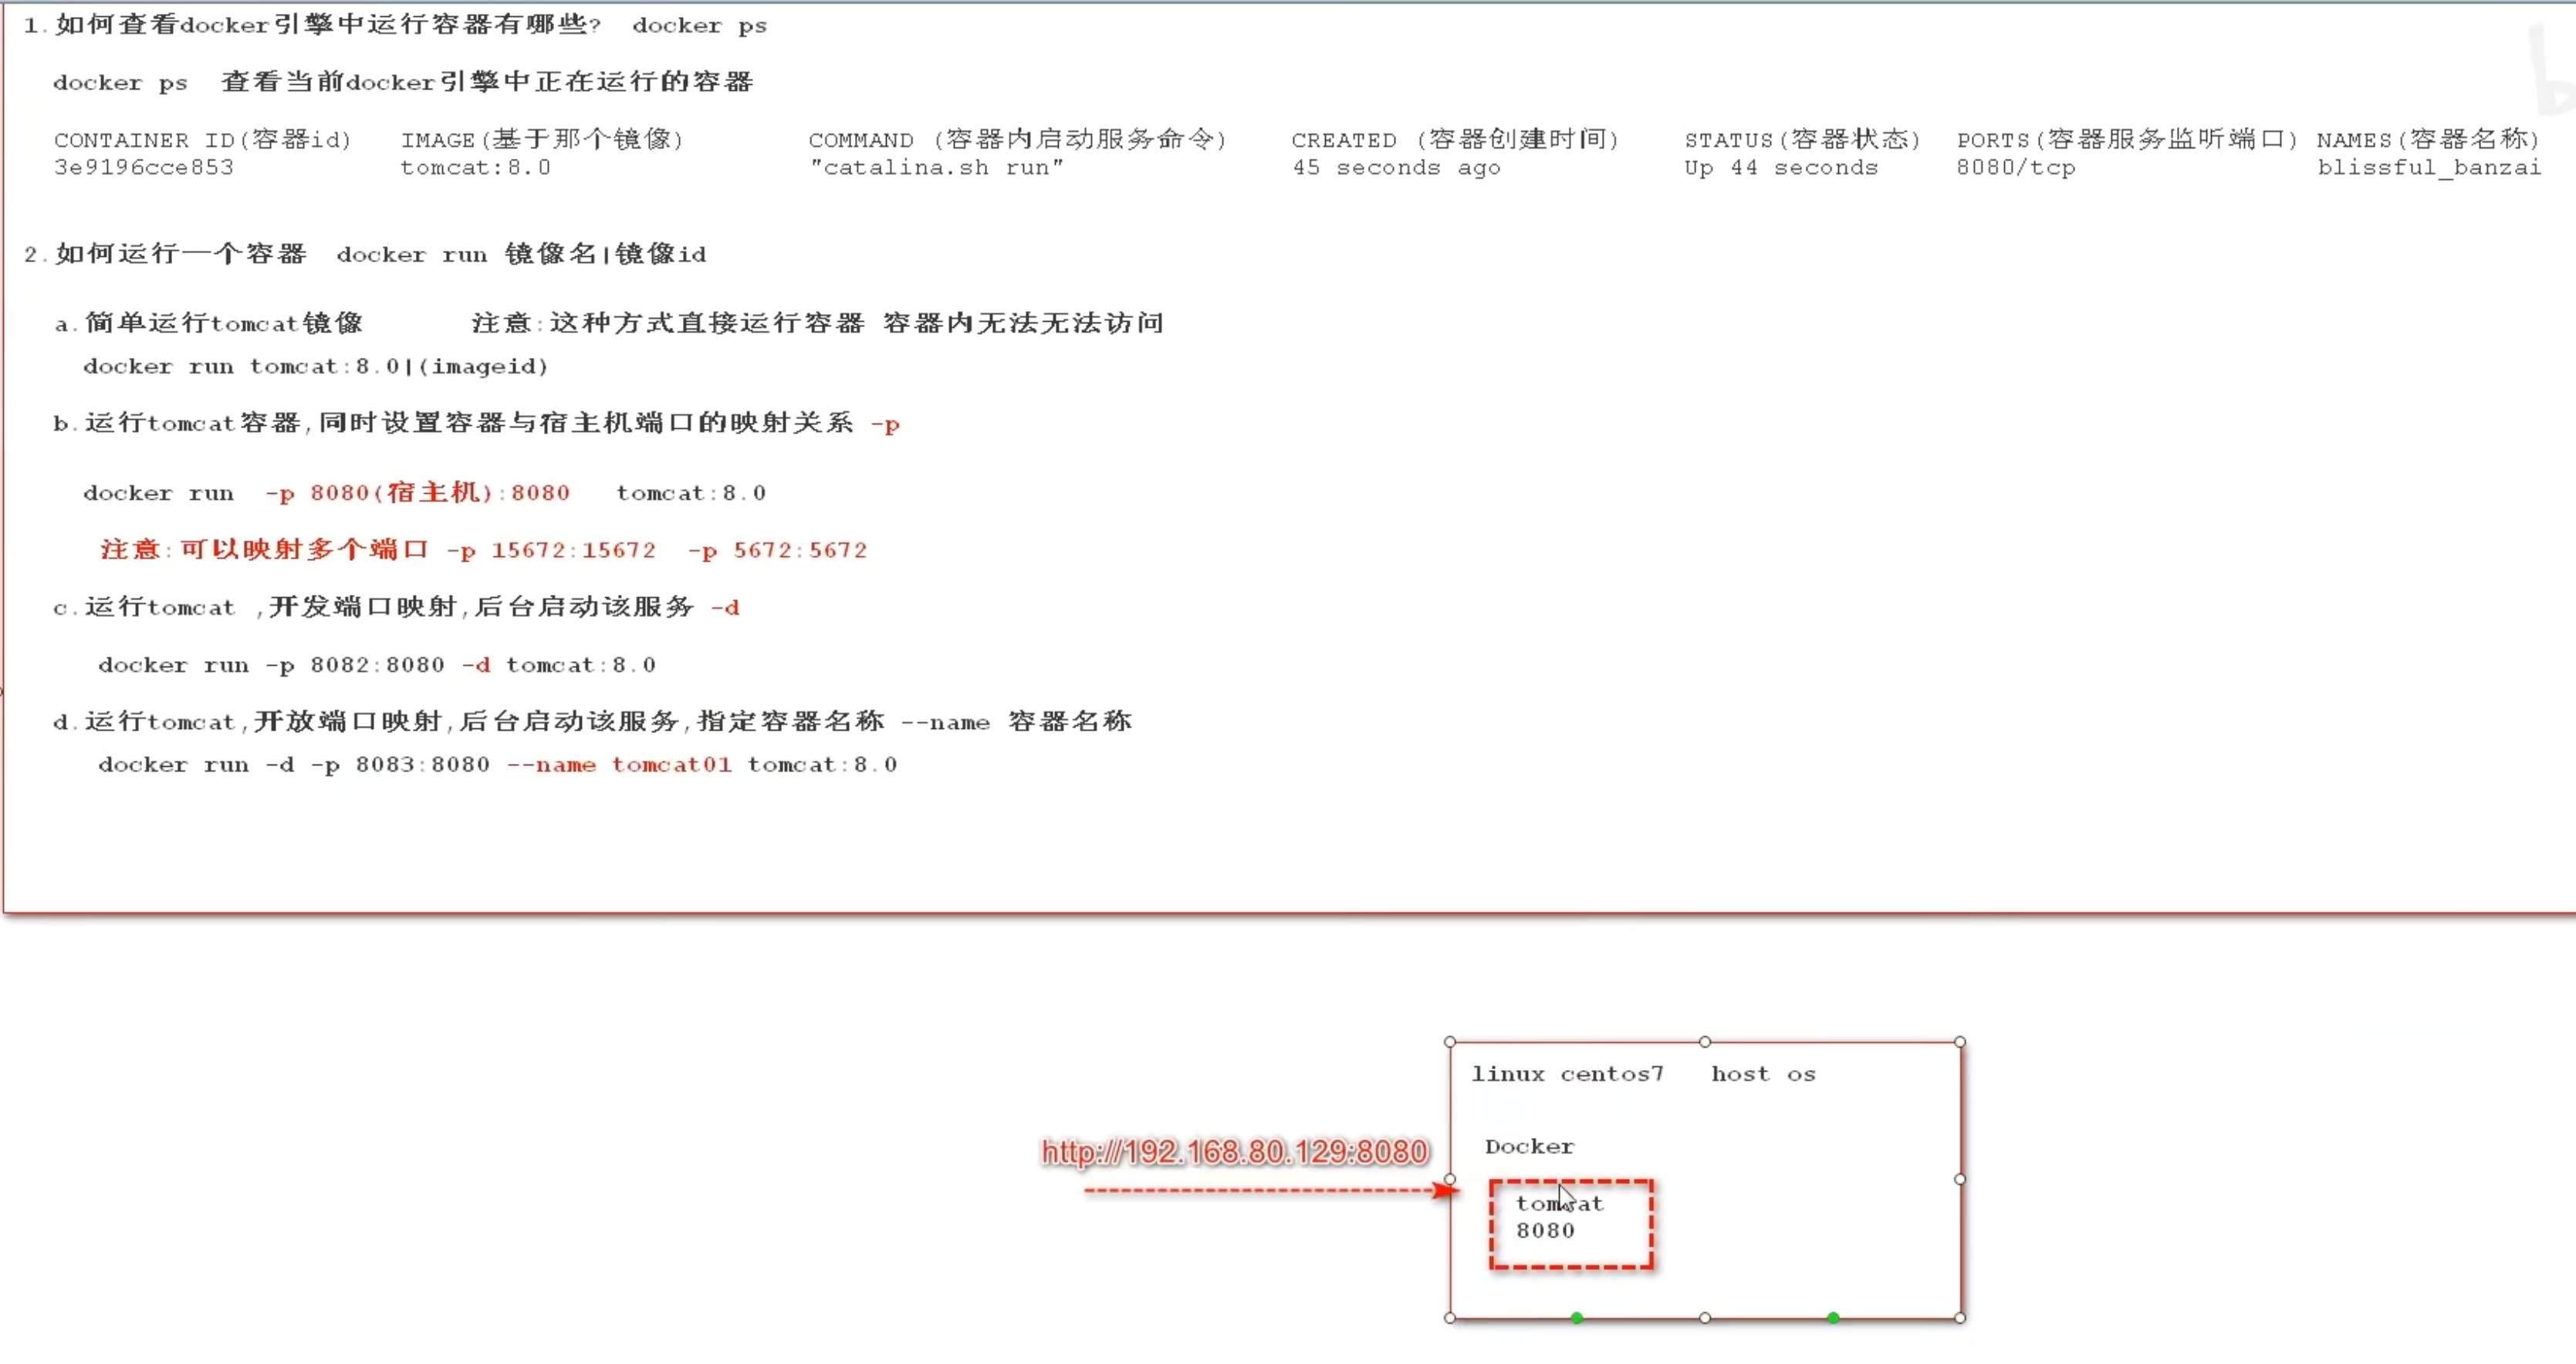 1.如何查看docker引擎中运行容器有哪些? docker ps
docker ps 查看当前docker引擎中正在运行的容器
CONTAINER ID(容器id) IMAGE(基于那个镜像) COMMAND (容器内启动服务命令) CREATED (容器创建时间) STATUS(容器状态) PORTS(容器服务监听端口) NAMES(容器名称)
3e9196cce853 tomcat:8.0 "catalina.sh run" 45 seconds ago Up 44 seconds 8080/tcp blissful_banzai
2.如何运行一个容器 docker run 镜像名|镜像id
a.简单运行tomcat镜像 注意:这种方式直接运行容器 容器内无法无法访问
docker run tomcat:8.0|(imageid)
b.运行tomcat容器,同时设置容器与宿主机端口的映射关系 -p
docker run -p 8080(宿主机):8080 tomcat:8.0
注意:可以映射多个端口 -p 15672:15672 -p 5672:5672
c.运行tomcat ,开发端口映射,后台启动该服务 -d
docker run -p 8082:8080 -d tomcat:8.0
d.运行tomcat,开放端口映射,后台启动该服务,指定容器名称 --name 容器名称
docker run -d -p 8083:8080 --name tomcat01 tomcat:8.0
linux centos7 host os
Docker
http://192.168.80.129:8080
tomcat
8080